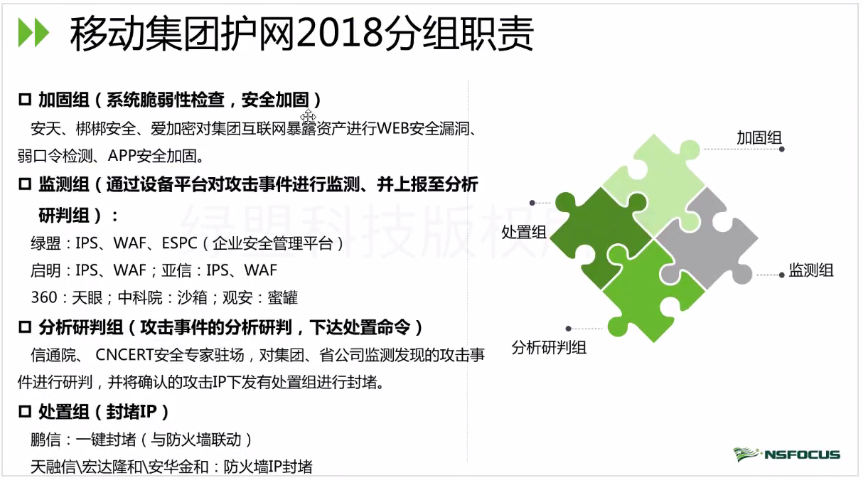 移动集团护网2018分组职责
加固组（系统脆弱性检查，安全加固）
安天、梆梆安全、爱加密对集团互联网暴露资产进行WEB安全漏洞、
弱口令检测、APP安全加固。
监测组（通过设备平台对攻击事件进行监测、并上报至分析
研判组）：
绿盟：IPS、WAF、ESPC（企业安全管理平台）
启明：IPS、WAF；亚信：IPS、WAF
360：天眼；中科院：沙箱；观安：蜜罐
分析研判组（攻击事件的分析研判，下达处置命令）
信通院、 CNCERT安全专家驻场，对集团、省公司监测发现的攻击事
件进行研判，并将确认的攻击IP下发有处置组进行封堵。
处置组（封堵IP）
鹏信：一键封堵（与防火墙联动）
天融信\宏达隆和\安华金和：防火墙IP封堵
加固组
处置组
监测组
分析研判组
绿盟科技版权
NSFOCUS